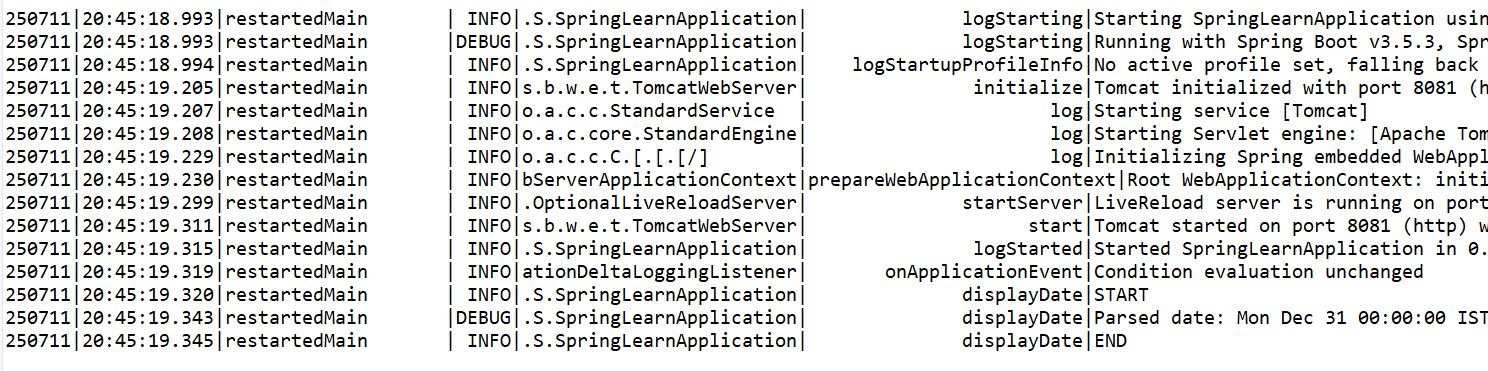 250711|20:45:18.993|restartedMain       | INFO|.S.SpringLearnApplication|              logStarting|Starting SpringLearnApplication usin
250711|20:45:18.993|restartedMain       |DEBUG|.S.SpringLearnApplication|              logStarting|Running with Spring Boot v3.5.3, Spr
250711|20:45:18.994|restartedMain       | INFO|.S.SpringLearnApplication|    logStartupProfileInfo|No active profile set, falling back
250711|20:45:19.205|restartedMain       | INFO|s.b.w.e.t.TomcatWebServer|               initialize|Tomcat initialized with port 8081 (h
250711|20:45:19.207|restartedMain       | INFO|o.a.c.c.StandardService  |                      log|Starting service [Tomcat]
250711|20:45:19.208|restartedMain       | INFO|o.a.c.core.StandardEngine|                      log|Starting Servlet engine: [Apache Tom
250711|20:45:19.229|restartedMain       | INFO|o.a.c.c.C.[.[.[/]        |                      log|Initializing Spring embedded WebAppl
250711|20:45:19.230|restartedMain       | INFO|bServerApplicationContext|prepareWebApplicationContext|Root WebApplicationContext: initi
250711|20:45:19.299|restartedMain       | INFO|.OptionalLiveReloadServer|              startServer|LiveReload server is running on port
250711|20:45:19.311|restartedMain       | INFO|s.b.w.e.t.TomcatWebServer|                    start|Tomcat started on port 8081 (http) w
250711|20:45:19.315|restartedMain       | INFO|.S.SpringLearnApplication|               logStarted|Started SpringLearnApplication in 0.
250711|20:45:19.319|restartedMain       | INFO|ationDeltaLoggingListener|       onApplicationEvent|Condition evaluation unchanged
250711|20:45:19.320|restartedMain       | INFO|.S.SpringLearnApplication|              displayDate|START
250711|20:45:19.343|restartedMain       |DEBUG|.S.SpringLearnApplication|              displayDate|Parsed date: Mon Dec 31 00:00:00 IST
250711|20:45:19.345|restartedMain       | INFO|.S.SpringLearnApplication|              displayDate|END